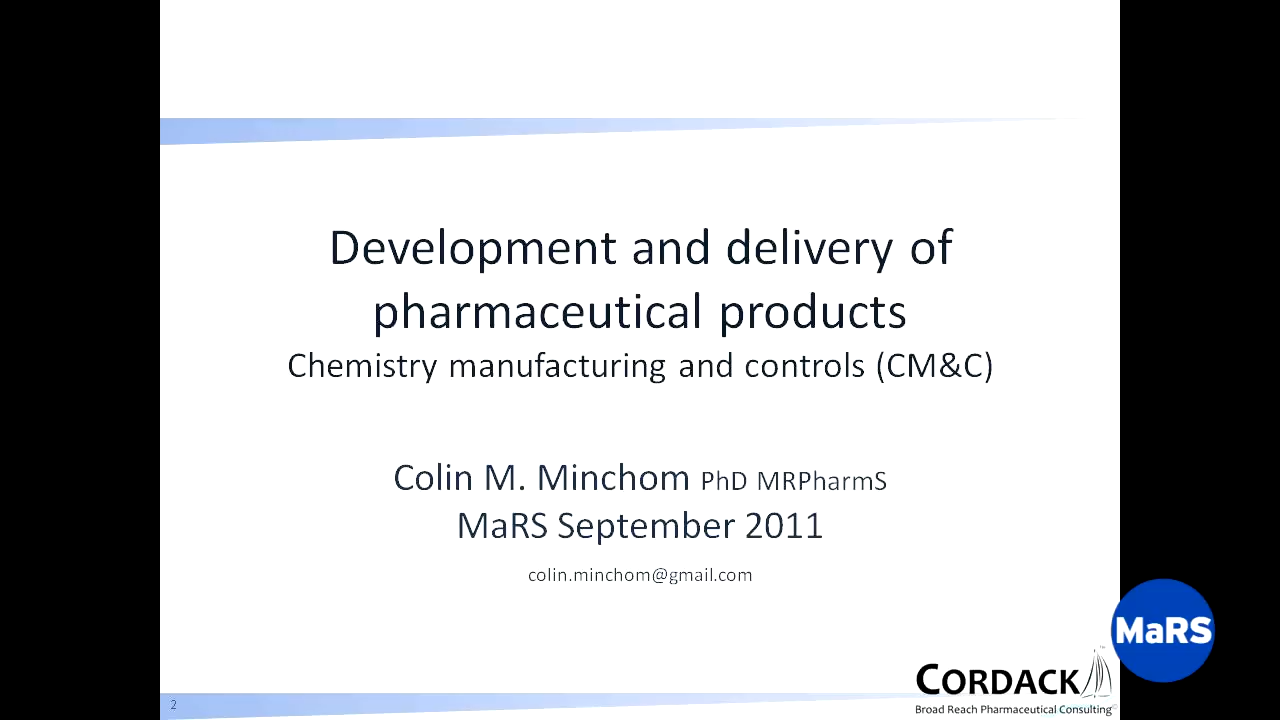 Development and delivery of
pharmaceutical products
Chemistry manufacturing and controls (CM&C)
Colin M. Minchom PhD MRPharmS
MaRS September 2011
colin.minchom@gmail.com
MaRS
CORDACK™
Broad Reach Pharmaceutical Consulting©
2